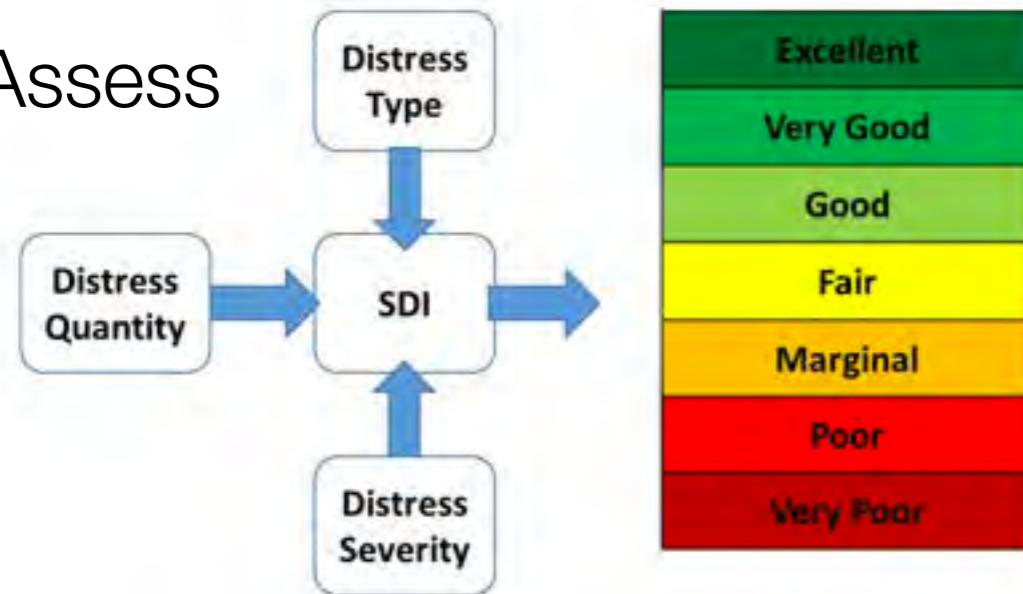 Assess
Distress
Type
Distress
Quantity
SDI
Distress
Severity
Excellent
Very Good
Good
Fair
Marginal
Poor
Very Poor